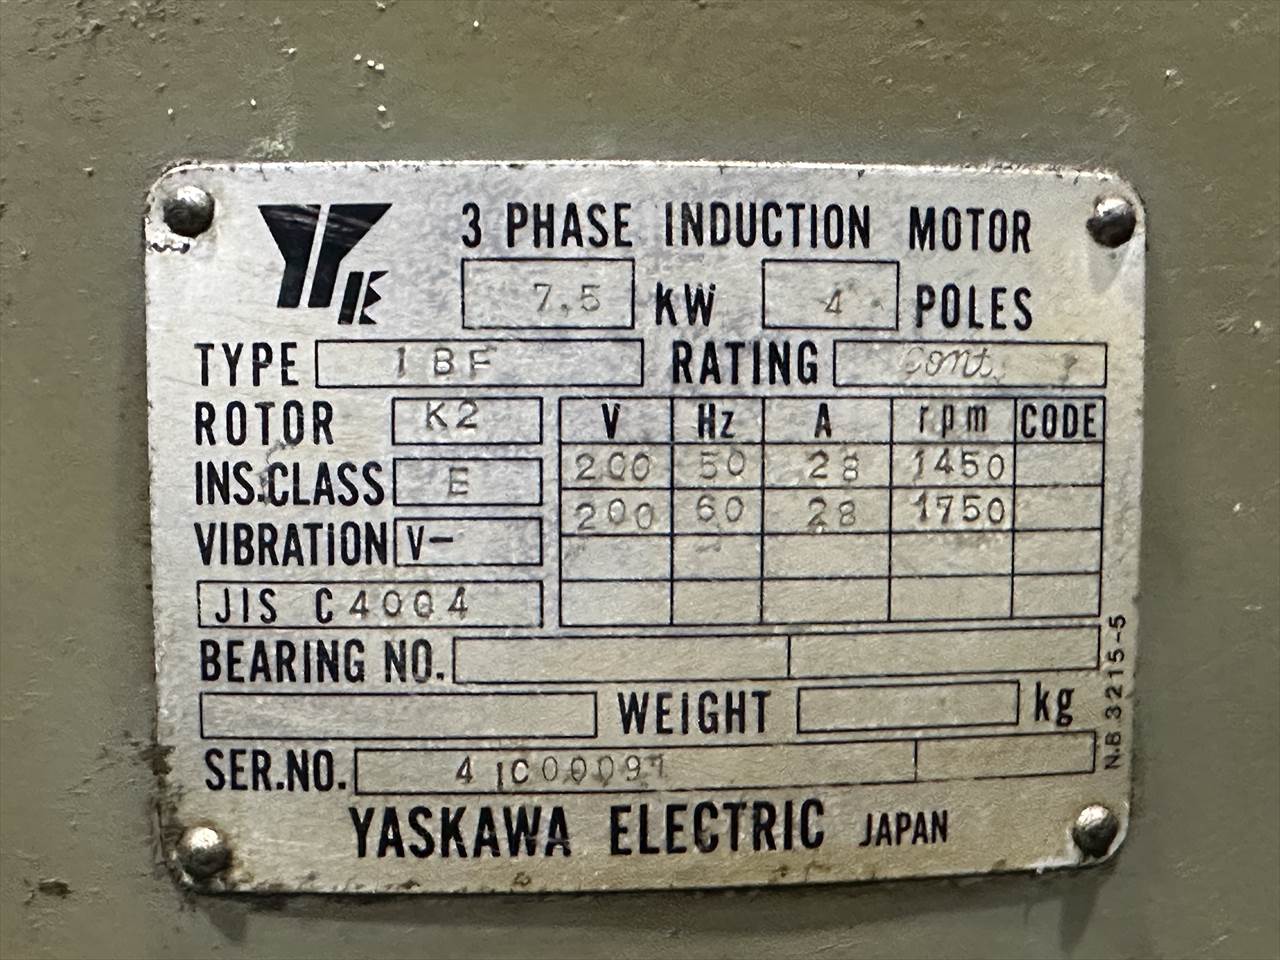 YE 3 PHASE INDUCTION MOTOR
7.5 KW 4 POLES
TYPE 1BF RATING Cont.
ROTOR K2 V Hz A rpm CODE
INS.CLASS E 200 50 28 1450
VIBRATION V- 200 60 28 1750
JIS C4004
BEARING NO.
WEIGHT kg
SER.NO. 41C00091
YASKAWA ELECTRIC JAPAN
N.B.3215-5